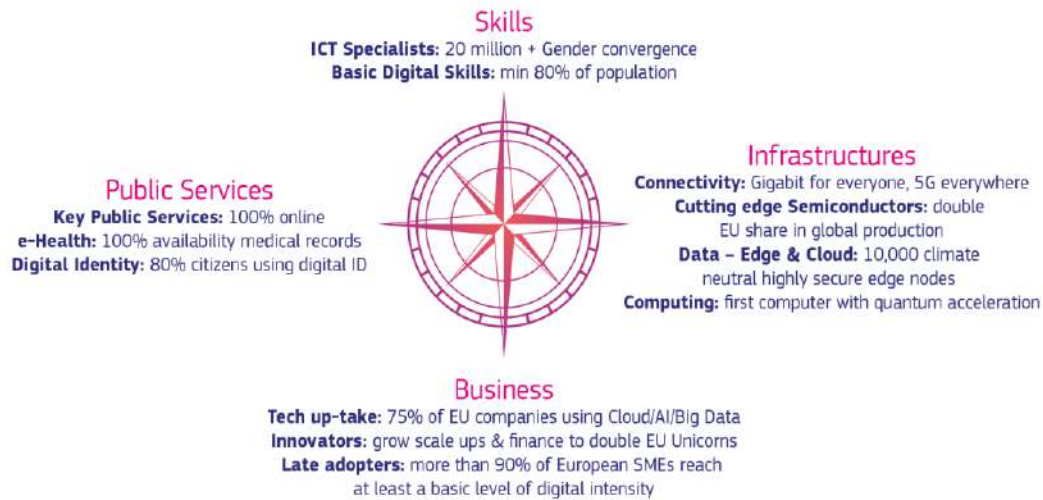 Skills
ICT Specialists: 20 million + Gender convergence
Basic Digital Skills: min 80% of population
Public Services
Key Public Services: 100% online
e-Health: 100% availability medical records
Digital Identity: 80% citizens using digital ID
Infrastructures
Connectivity: Gigabit for everyone, 5G everywhere
Cutting edge Semiconductors: double
EU share in global production
Data – Edge & Cloud: 10,000 climate
neutral highly secure edge nodes
Computing: first computer with quantum acceleration
Business
Tech up-take: 75% of EU companies using Cloud/AI/Big Data
Innovators: grow scale ups & finance to double EU Unicorns
Late adopters: more than 90% of European SMEs reach
at least a basic level of digital intensity